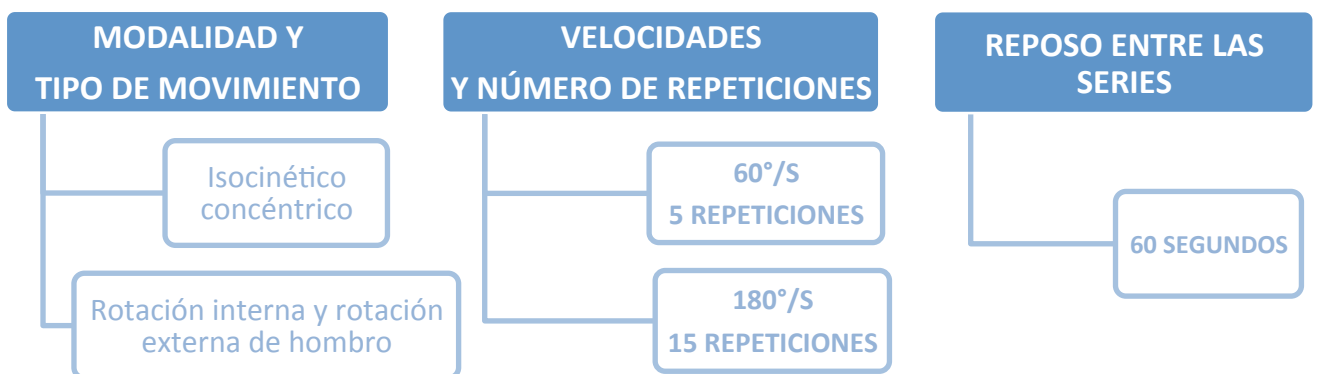 MODALIDAD Y
TIPO DE MOVIMIENTO
Isocinético
concéntrico
Rotación interna y rotación
externa de hombro
VELOCIDADES
Y NÚMERO DE REPETICIONES
60°/S
5 REPETICIONES
180°/S
15 REPETICIONES
REPOSO ENTRE LAS
SERIES
60 SEGUNDOS